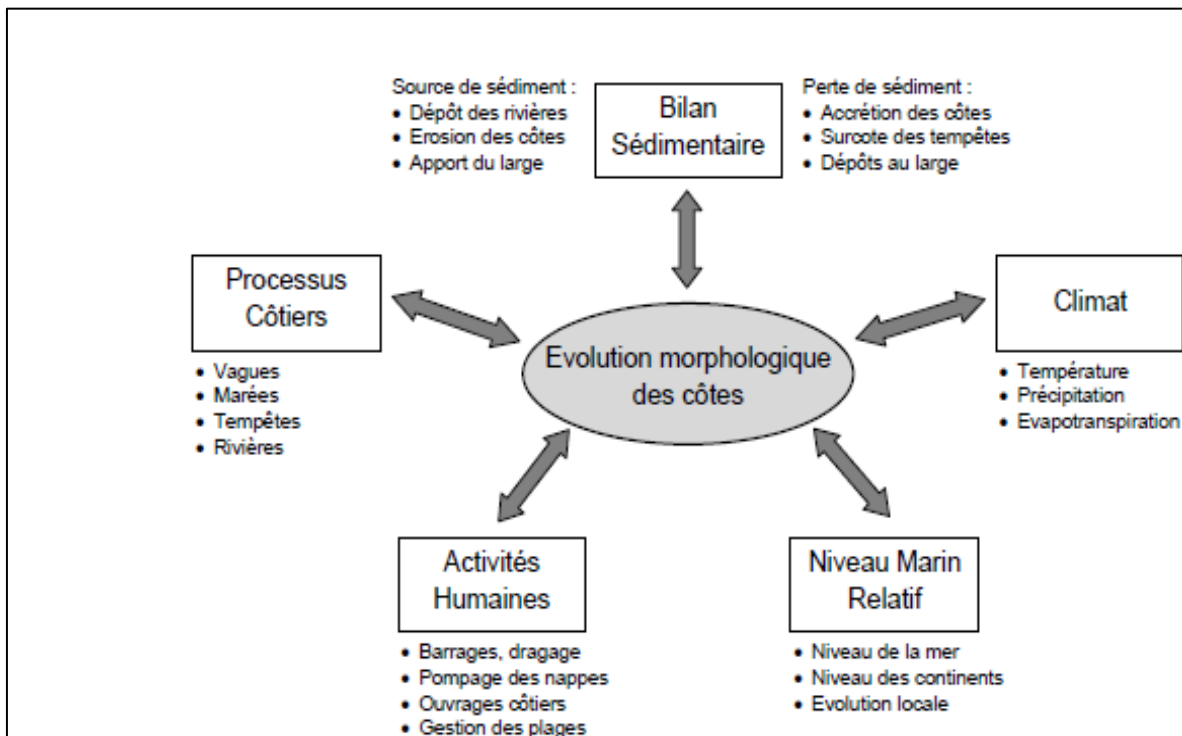 Source de sédiment :
• Dépôt des rivières
• Erosion des côtes
• Apport du large
Bilan
Sédimentaire
Perte de sédiment :
• Accrétion des côtes
• Surcote des tempêtes
• Dépôts au large
Processus
Côtiers
• Vagues
• Marées
• Tempêtes
• Rivières
Evolution morphologique
des côtes
Climat
• Température
• Précipitation
• Evapotranspiration
Activités
Humaines
• Barrages, dragage
• Pompage des nappes
• Ouvrages côtiers
• Gestion des plages
Niveau Marin
Relatif
• Niveau de la mer
• Niveau des continents
• Evolution locale